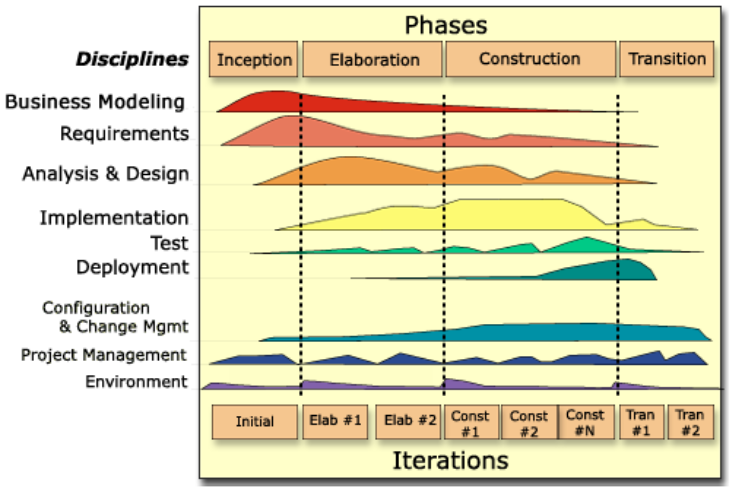 Phases
Disciplines
Inception
Elaboration
Construction
Transition
Business Modeling
Requirements
Analysis & Design
Implementation
Test
Deployment
Configuration
& Change Mgmt
Project Management
Environment
Initial
Elab #1
Elab #2
Const
#1
Const
#2
Const
#N
Tran
#1
Tran
#2
Iterations